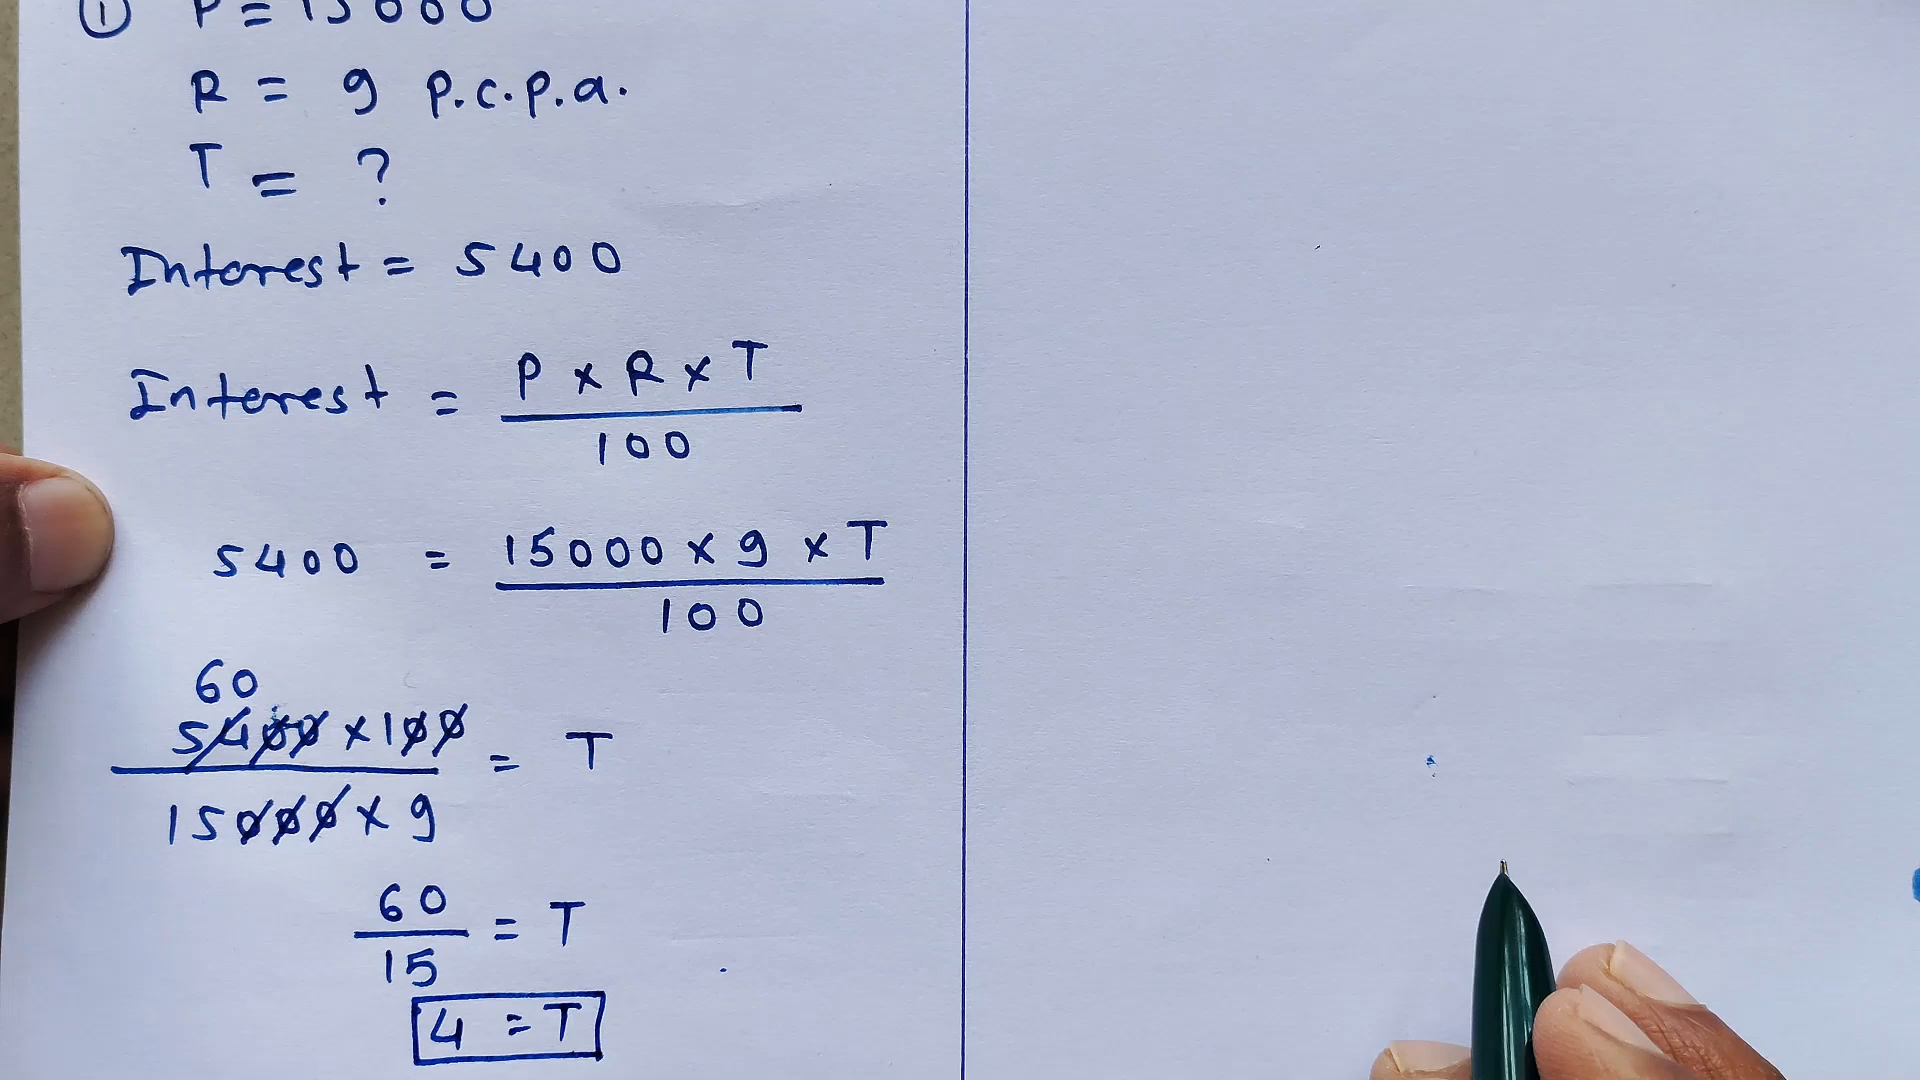 ① P = 15000
R = 9 p.c.p.a.
T = ?
Interest = 5400
Interest = P × R × T
100
5400 = 15000 × 9 × T
100
60
5400 × 100 = T
15000 × 9
60 = T
15
4 = T